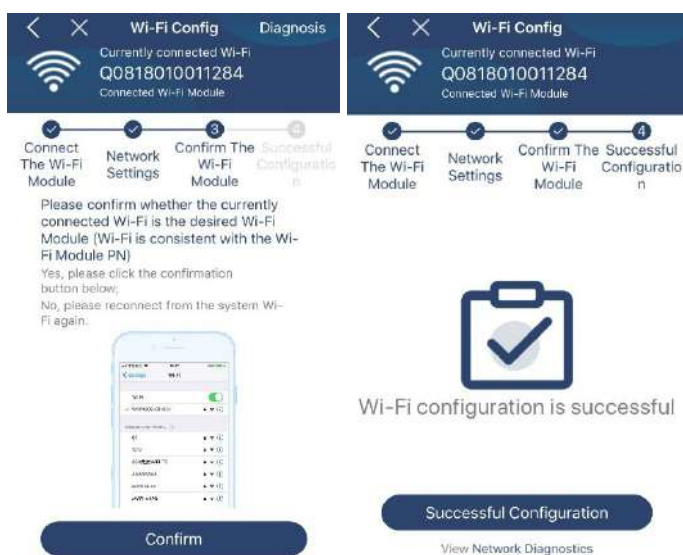 Wi-Fi Config
Diagnosis
Currently connected Wi-Fi
Q0818010011284
Connected Wi-Fi Module
3
4
Connect
The Wi-Fi
Module
Network
Settings
Confirm The
Wi-Fi
Module
Successful
Configuratio
n
Please confirm whether the currently
connected Wi-Fi is the desired Wi-Fi
Module (Wi-Fi is consistent with the Wi-
Fi Module PN)
Yes, please click the confirmation
button below;
No, please reconnect from the system Wi-
Fi again.
Wi-Fi
Confirm
Wi-Fi Config
Currently connected Wi-Fi
Q0818010011284
Connected Wi-Fi Module
4
Connect
The Wi-Fi
Module
Network
Settings
Confirm The
Wi-Fi
Module
Successful
Configuratio
n
Wi-Fi configuration is successful
Successful Configuration
View Network Diagnostics